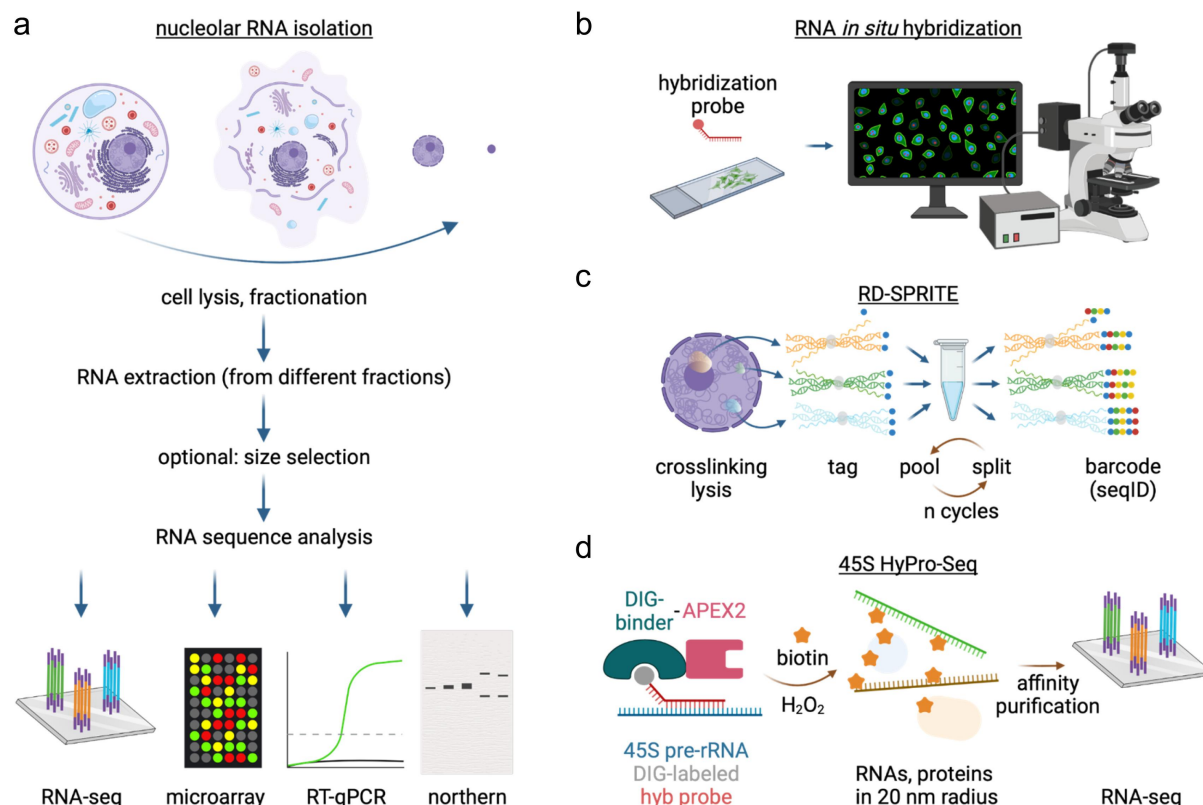 a
nucleolar RNA isolation
cell lysis, fractionation
RNA extraction (from different fractions)
optional: size selection
RNA sequence analysis
RNA-seq
microarray
RT-qPCR
northern
b
RNA in situ hybridization
hybridization
probe
c
RD-SPRITE
crosslinking
lysis
tag
pool
split
n cycles
barcode
(seqID)
d
45S HyPro-Seq
DIG-
binder
-APEX2
biotin
H₂O₂
45S pre-rRNA
DIG-labeled
hyb probe
RNAs, proteins
in 20 nm radius
affinity
purification
RNA-seq